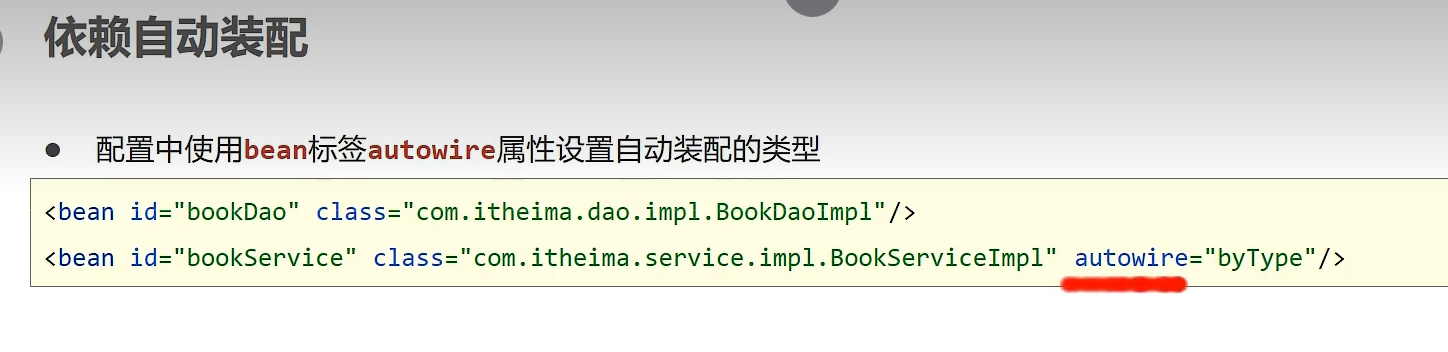 依赖自动装配
● 配置中使用bean标签autowire属性设置自动装配的类型
<bean id="bookDao" class="com.itheima.dao.impl.BookDaoImpl"/>
<bean id="bookService" class="com.itheima.service.impl.BookServiceImpl" autowire="byType"/>